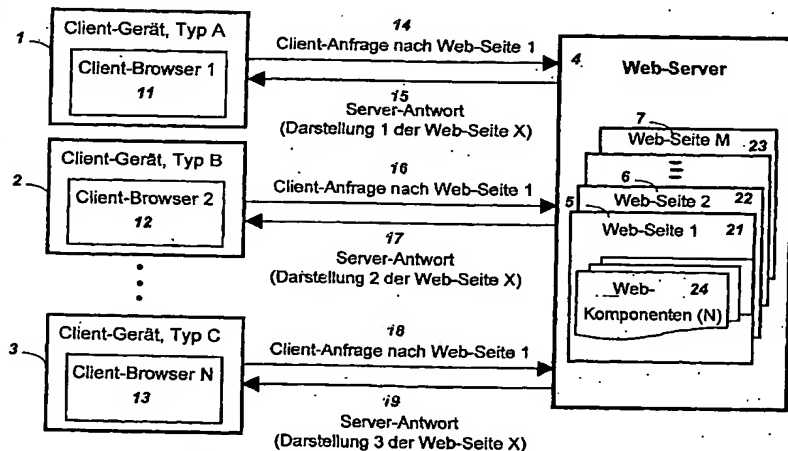 1
Client-Gerät, Typ A
Client-Browser 1
11
14
Client-Anfrage nach Web-Seite 1
15
Server-Antwort
(Darstellung 1 der Web-Seite X)
2
Client-Gerät, Typ B
Client-Browser 2
12
16
Client-Anfrage nach Web-Seite 1
17
Server-Antwort
(Darstellung 2 der Web-Seite X)
3
Client-Gerät, Typ C
Client-Browser N
13
18
Client-Anfrage nach Web-Seite 1
19
Server-Antwort
(Darstellung 3 der Web-Seite X)
4
Web-Server
7
Web-Seite M
23
6
Web-Seite 2
22
5
Web-Seite 1
21
Web-
24
Komponenten (N)